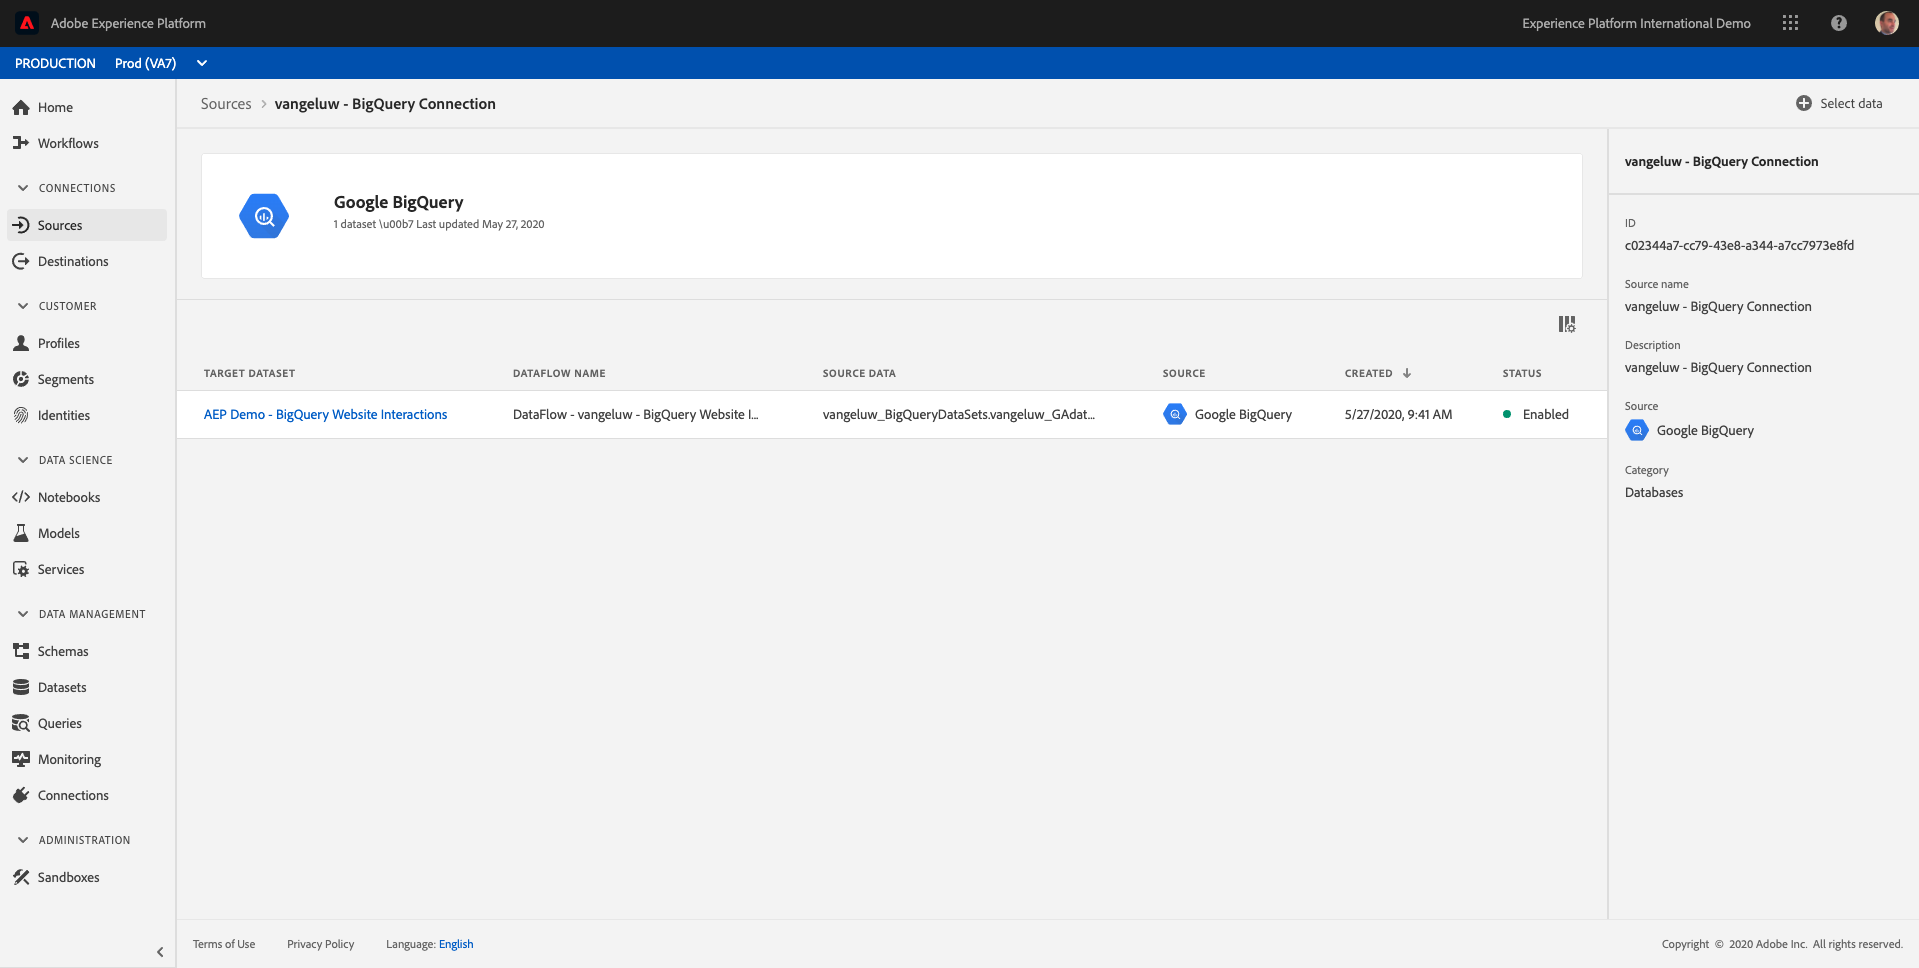 Adobe Experience Platform
Experience Platform International Demo
PRODUCTION Prod (VA7)
Home
Workflows
CONNECTIONS
Sources
Destinations
CUSTOMER
Profiles
Segments
Identities
DATA SCIENCE
Notebooks
Models
Services
DATA MANAGEMENT
Schemas
Datasets
Queries
Monitoring
Connections
ADMINISTRATION
Sandboxes
Sources > vangeluw - BigQuery Connection
Select data
Google BigQuery
1 dataset \u00b7 Last updated May 27, 2020
TARGET DATASET DATAFLOW NAME SOURCE DATA SOURCE CREATED STATUS
AEP Demo - BigQuery Website Interactions DataFlow - vangeluw - BigQuery Website I... vangeluw_BigQueryDataSets.vangeluw_GAdat... Google BigQuery 5/27/2020, 9:41 AM Enabled
vangeluw - BigQuery Connection
ID
c02344a7-cc79-43e8-a344-a7cc7973e8fd
Source name
vangeluw - BigQuery Connection
Description
vangeluw - BigQuery Connection
Source
Google BigQuery
Category
Databases
Terms of Use Privacy Policy Language: English
Copyright © 2020 Adobe Inc. All rights reserved.